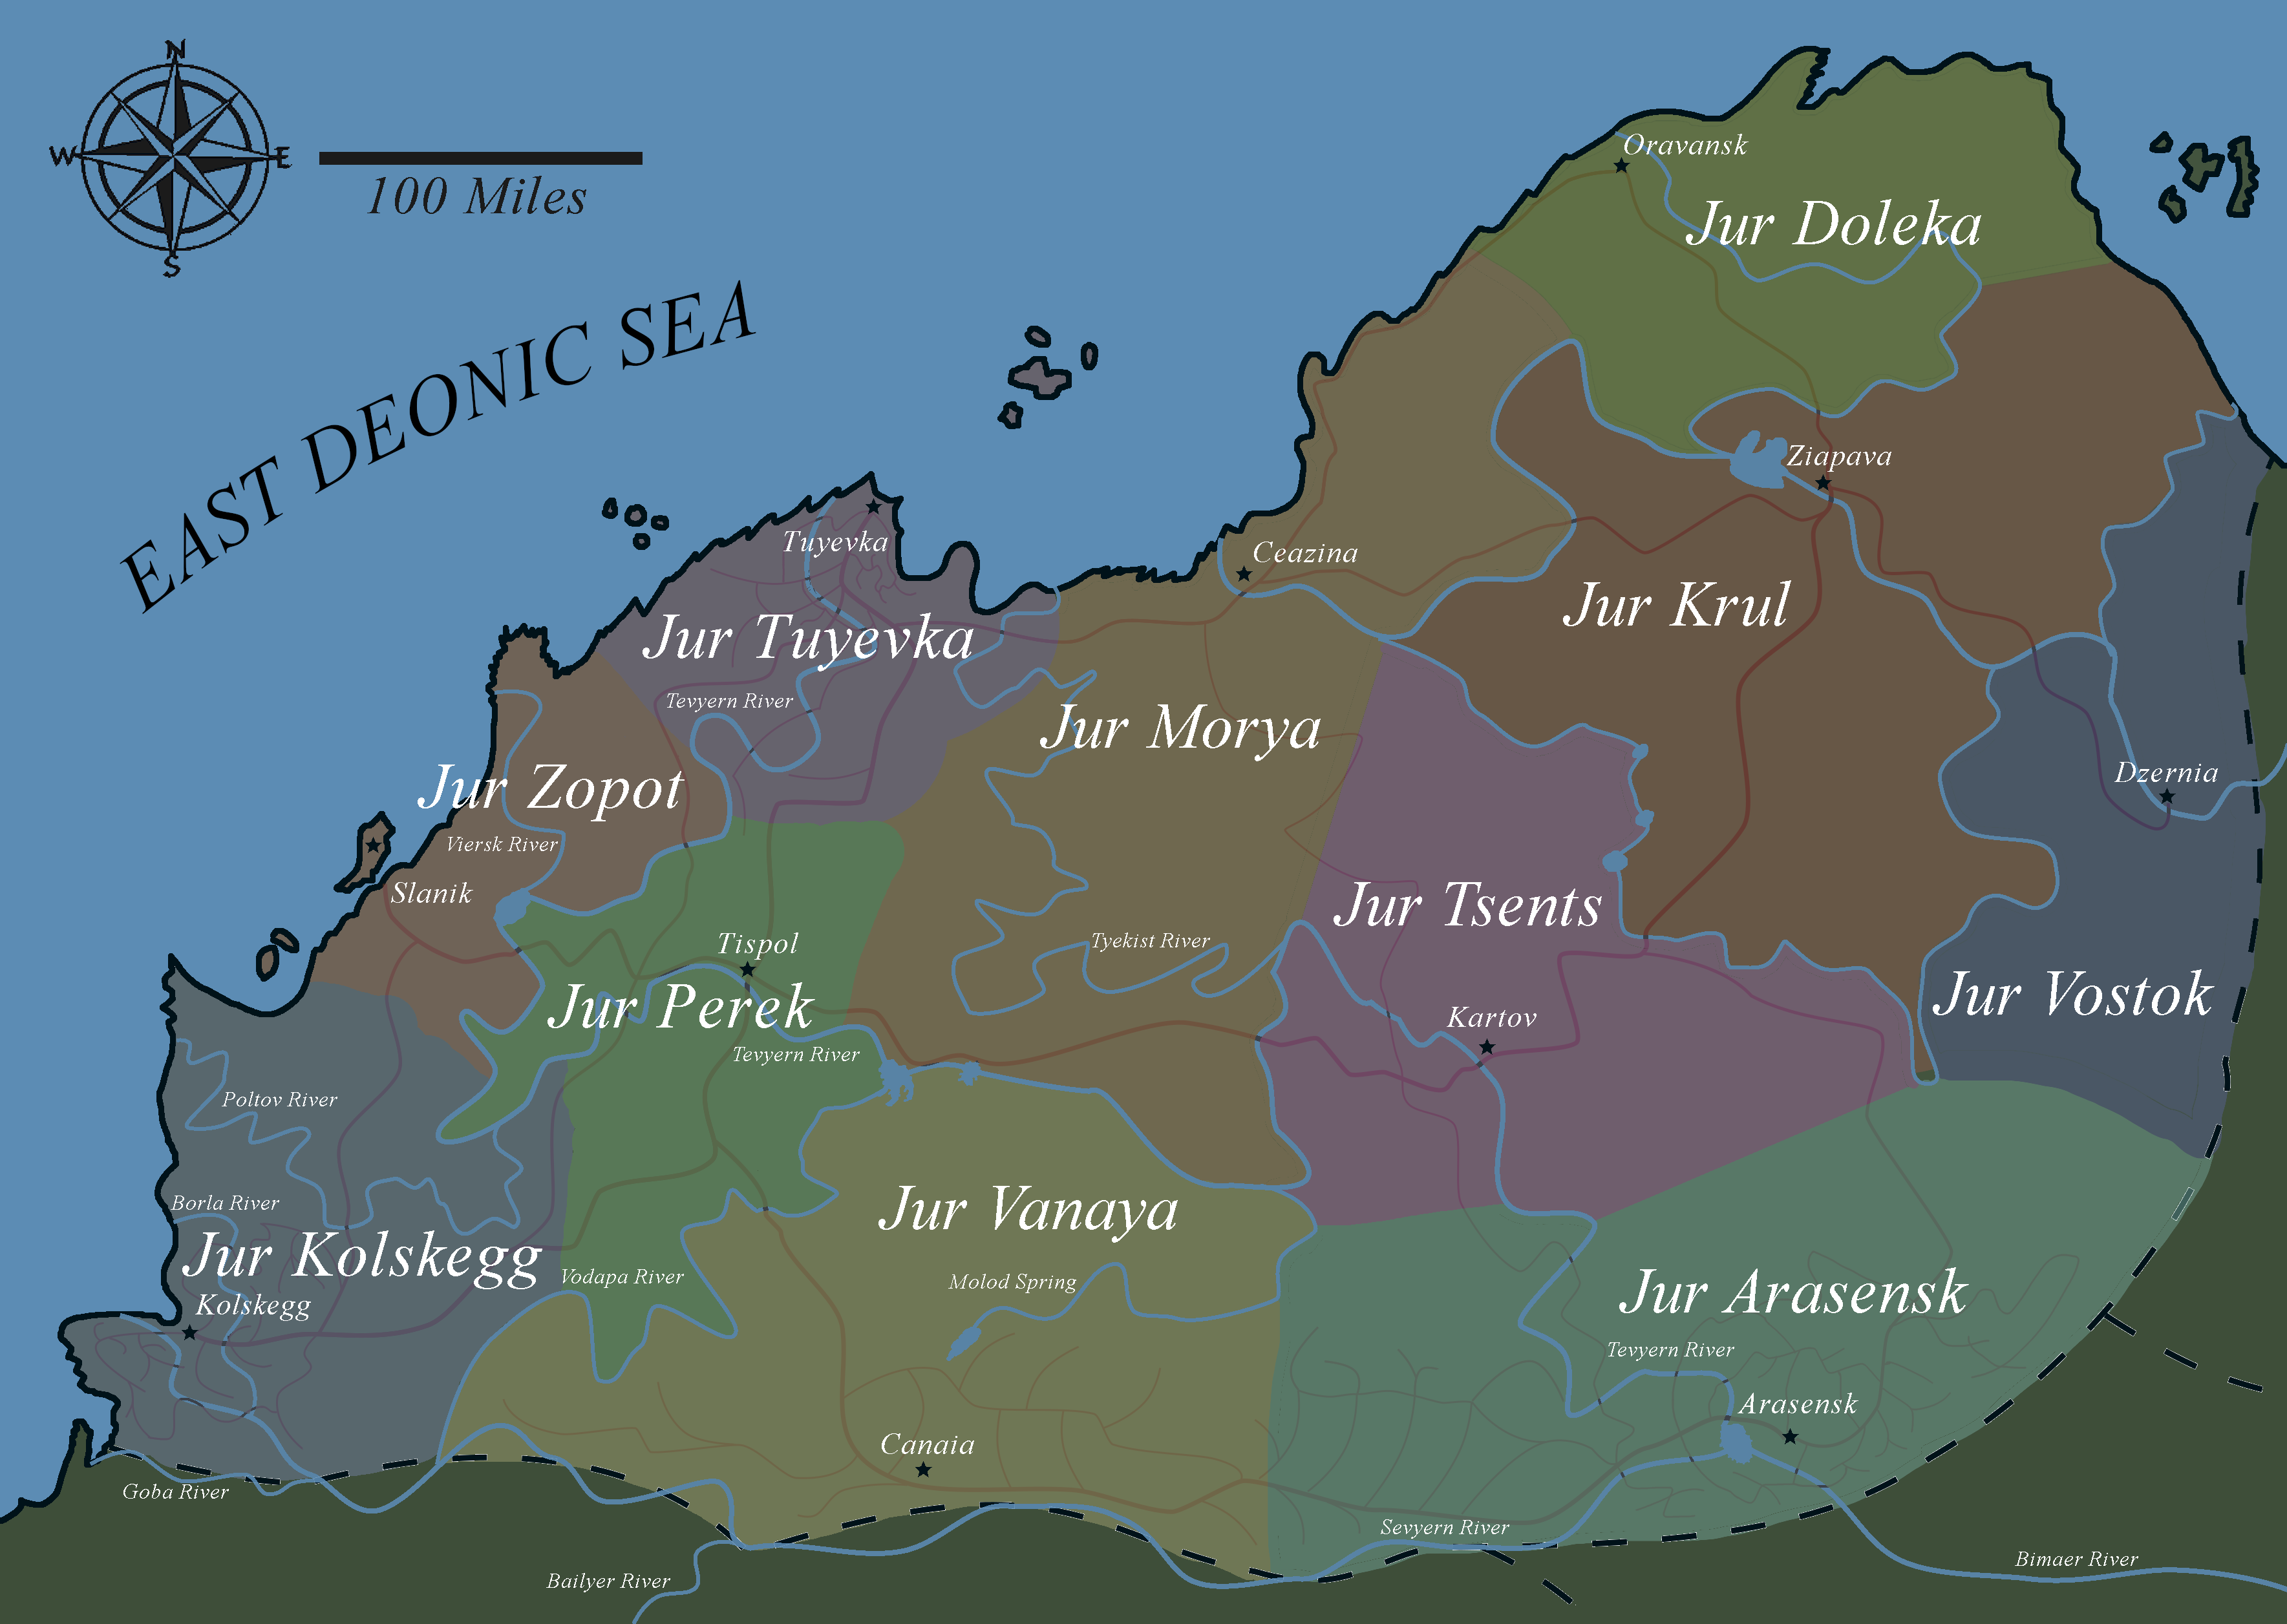 N
W
E
S
100 Miles
EAST DEONIC SEA
Oravansk
Jur Doleka
Ziapava
Tuyevka
Ceazina
Jur Krul
Jur Tuyevka
Tevyern River
Jur Morya
Jur Zopot
Dzernia
Viersk River
Slanik
Jur Tsents
Tispol
Tyekist River
Jur Perek
Jur Vostok
Kartov
Tevyern River
Poltov River
Borla River
Jur Vanaya
Jur Kolskegg
Vodapa River
Molod Spring
Jur Arasensk
Kolskegg
Tevyern River
Arasensk
Canaia
Goba River
Sevyern River
Bailyer River
Bimaer River